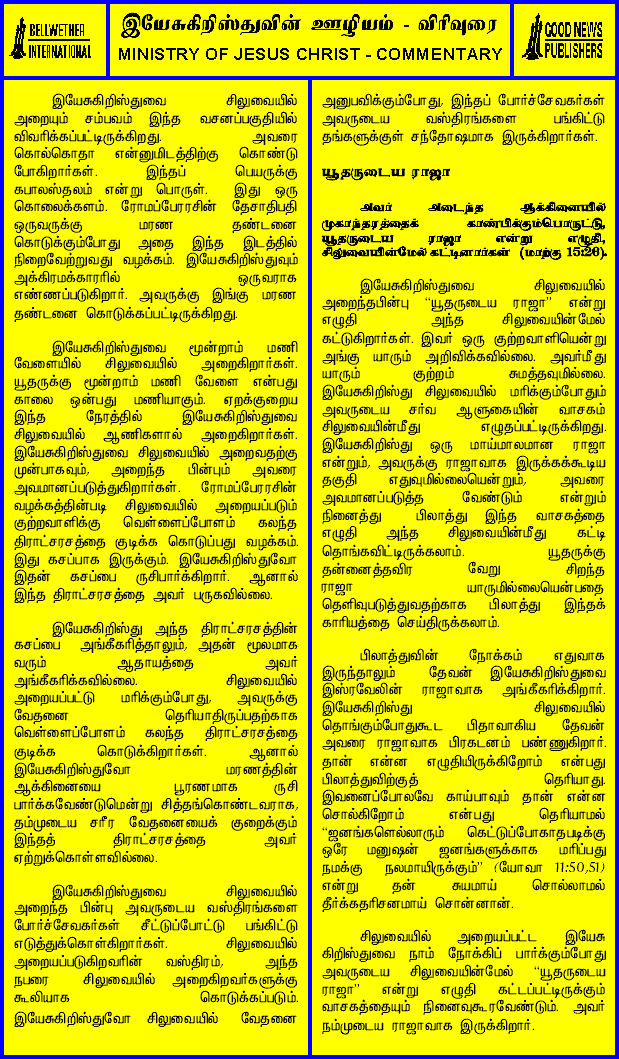 BELLWETHER
INTERNATIONAL
இயேசுகிறிஸ்துவின் ஊழியம் - விரிவுரை
MINISTRY OF JESUS CHRIST - COMMENTARY
GOOD NEWS
PUBLISHERS
இயேசுகிறிஸ்துவை சிலுவையில்
அறையும் சம்பவம் இந்த வசனப்பகுதியில்
விவரிக்கப்பட்டிருக்கிறது. அவரை
கொல்கொதா என்னுமிடத்திற்கு கொண்டு
போகிறார்கள். இந்தப் பெயருக்கு
கபாலஸ்தலம் என்று பொருள். இது ஒரு
கொலைக்களம். ரோமப்பேரரசின் தேசாதிபதி
ஒருவருக்கு மரண தண்டனை
கொடுக்கும்போது அதை இந்த இடத்தில்
நிறைவேற்றுவது வழக்கம். இயேசுகிறிஸ்துவும்
அக்கிரமக்காரரில் ஒருவராக
எண்ணப்படுகிறார். அவருக்கு இங்கு மரண
தண்டனை கொடுக்கப்பட்டிருக்கிறது.
இயேசுகிறிஸ்துவை மூன்றாம் மணி
வேளையில் சிலுவையில் அறைகிறார்கள்.
யூதருக்கு மூன்றாம் மணி வேளை என்பது
காலை ஒன்பது மணியாகும். ஏறக்குறைய
இந்த நேரத்தில் இயேசுகிறிஸ்துவை
சிலுவையில் ஆணிகளால் அறைகிறார்கள்.
இயேசுகிறிஸ்துவை சிலுவையில் அறைவதற்கு
முன்பாகவும், அறைந்த பின்பும் அவரை
அவமானப்படுத்துகிறார்கள். ரோமப்பேரரசின்
வழக்கத்தின்படி சிலுவையில் அறையப்படும்
குற்றவாளிக்கு வெள்ளைப்போளம் கலந்த
திராட்சரசத்தை குடிக்க கொடுப்பது வழக்கம்.
இது கசப்பாக இருக்கும். இயேசுகிறிஸ்துவோ
இதன் கசப்பை ருசிபார்க்கிறார். ஆனால்
இந்த திராட்சரசத்தை அவர் பருகவில்லை.
இயேசுகிறிஸ்து அந்த திராட்சரசத்தின்
கசப்பை அங்கீகரித்தாலும், அதன் மூலமாக
வரும் ஆதாயத்தை அவர்
அங்கீகரிக்கவில்லை. சிலுவையில்
அறையப்பட்டு மரிக்கும்போது, அவருக்கு
வேதனை தெரியாதிருப்பதற்காக
வெள்ளைப்போளம் கலந்த திராட்சரசத்தை
குடிக்க கொடுக்கிறார்கள். ஆனால்
இயேசுகிறிஸ்துவோ மரணத்தின்
ஆக்கினையை பூரணமாக ருசி
பார்க்கவேண்டுமென்று சித்தங்கொண்டவராக,
தம்முடைய சரீர வேதனையைக் குறைக்கும்
இந்தத் திராட்சரசத்தை அவர்
ஏற்றுக்கொள்ளவில்லை.
இயேசுகிறிஸ்துவை சிலுவையில்
அறைந்த பின்பு அவருடைய வஸ்திரங்களை
போர்ச்சேவகர்கள் சீட்டுப்போட்டு பங்கிட்டு
எடுத்துக்கொள்கிறார்கள். சிலுவையில்
அறையப்படுகிறவரின் வஸ்திரம், அந்த
நபரை சிலுவையில் அறைகிறவர்களுக்கு
கூலியாக கொடுக்கப்படும்.
இயேசுகிறிஸ்துவோ சிலுவையில் வேதனை
அனுபவிக்கும்போது, இந்தப் போர்ச்சேவகர்கள்
அவருடைய வஸ்திரங்களை பங்கிட்டு
தங்களுக்குள் சந்தோஷமாக இருக்கிறார்கள்.
யூதருடைய ராஜா
அவர் அடைந்த ஆக்கினையின்
முகாந்தரத்தைக் காண்பிக்கும்பொருட்டு,
யூதருடைய ராஜா என்று எழுதி,
சிலுவையின்மேல் கட்டினார்கள் (மாற்கு 15:26).
இயேசுகிறிஸ்துவை சிலுவையில்
அறைந்தபின்பு “யூதருடைய ராஜா” என்று
எழுதி அந்த சிலுவையின்மேல்
கட்டுகிறார்கள். இவர் ஒரு குற்றவாளியென்று
அங்கு யாரும் அறிவிக்கவில்லை. அவர்மீது
யாரும் குற்றம் சுமத்தவுமில்லை.
இயேசுகிறிஸ்து சிலுவையில் மரிக்கும்போதும்
அவருடைய சர்வ ஆளுகையின் வாசகம்
சிலுவையின்மீது எழுதப்பட்டிருக்கிறது.
இயேசுகிறிஸ்து ஒரு மாய்மாலமான ராஜா
என்றும், அவருக்கு ராஜாவாக இருக்கக்கூடிய
தகுதி எதுவுமில்லையென்றும், அவரை
அவமானப்படுத்த வேண்டும் என்றும்
நினைத்து பிலாத்து இந்த வாசகத்தை
எழுதி அந்த சிலுவையின்மீது கட்டி
தொங்கவிட்டிருக்கலாம். யூதருக்கு
தன்னைத்தவிர வேறு சிறந்த
ராஜா யாருமில்லையென்பதை
தெளிவுபடுத்துவதற்காக பிலாத்து இந்தக்
காரியத்தை செய்திருக்கலாம்.
பிலாத்துவின் நோக்கம் எதுவாக
இருந்தாலும் தேவன் இயேசுகிறிஸ்துவை
இஸ்ரவேலின் ராஜாவாக அங்கீகரிக்கிறார்.
இயேசுகிறிஸ்து சிலுவையில்
தொங்கும்போதுகூட பிதாவாகிய தேவன்
அவரை ராஜாவாக பிரகடனம் பண்ணுகிறார்.
தான் என்ன எழுதியிருக்கிறோம் என்பது
பிலாத்துவிற்குத் தெரியாது.
இவனைப்போலவே காய்பாவும் தான் என்ன
சொல்கிறோம் என்பது தெரியாமல்
“ஜனங்களெல்லாரும் கெட்டுப்போகாதபடிக்கு
ஒரே மனுஷன் ஜனங்களுக்காக மரிப்பது
நமக்கு நலமாயிருக்கும்” (யோவா 11:50,51)
என்று தன் சுயமாய் சொல்லாமல்
தீர்க்கதரிசனமாய் சொன்னான்.
சிலுவையில் அறையப்பட்ட இயேசு
கிறிஸ்துவை நாம் நோக்கிப் பார்க்கும்போது
அவருடைய சிலுவையின்மேல் “யூதருடைய
ராஜா” என்று எழுதி கட்டப்பட்டிருக்கும்
வாசகத்தையும் நினைவுகூரவேண்டும். அவர்
நம்முடைய ராஜாவாக இருக்கிறார்.